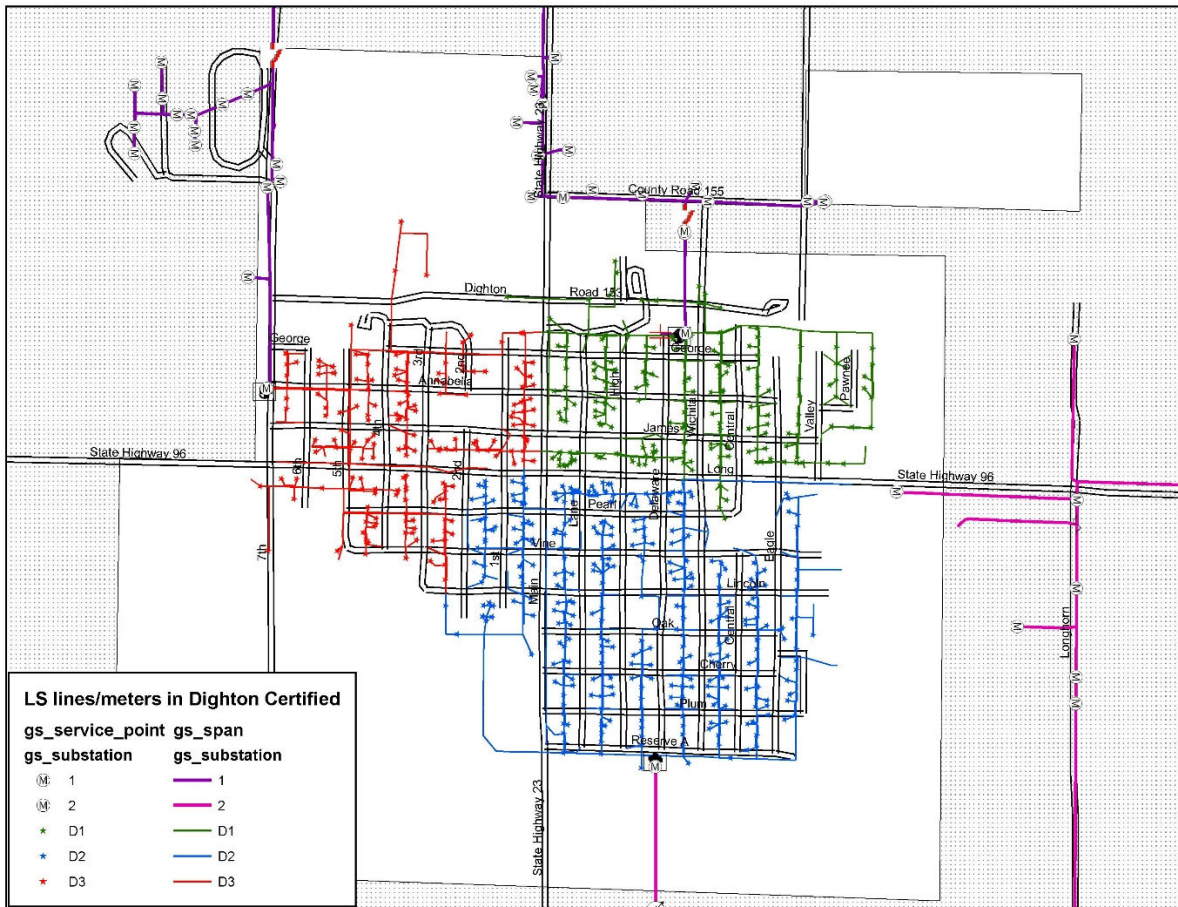 State Highway 23
County Road 155
Dighton Road 153
George
3rd
2nd
George
Annabella
High
Pawnee
4th
James
Wichita
Central
Valley
State Highway 96
6th
5th
2nd
Long
State Highway 96
Lane
Pearl
Delaware
7th
1st
Vine
Eagle
Main
Lincoln
Oak
Central
Longhorn
Cherry
Plum
Reserve A
State Highway 23
LS lines/meters in Dighton Certified
gs_service_point gs_span
gs_substation gs_substation
M 1 1
M 2 2
D1 D1
D2 D2
D3 D3